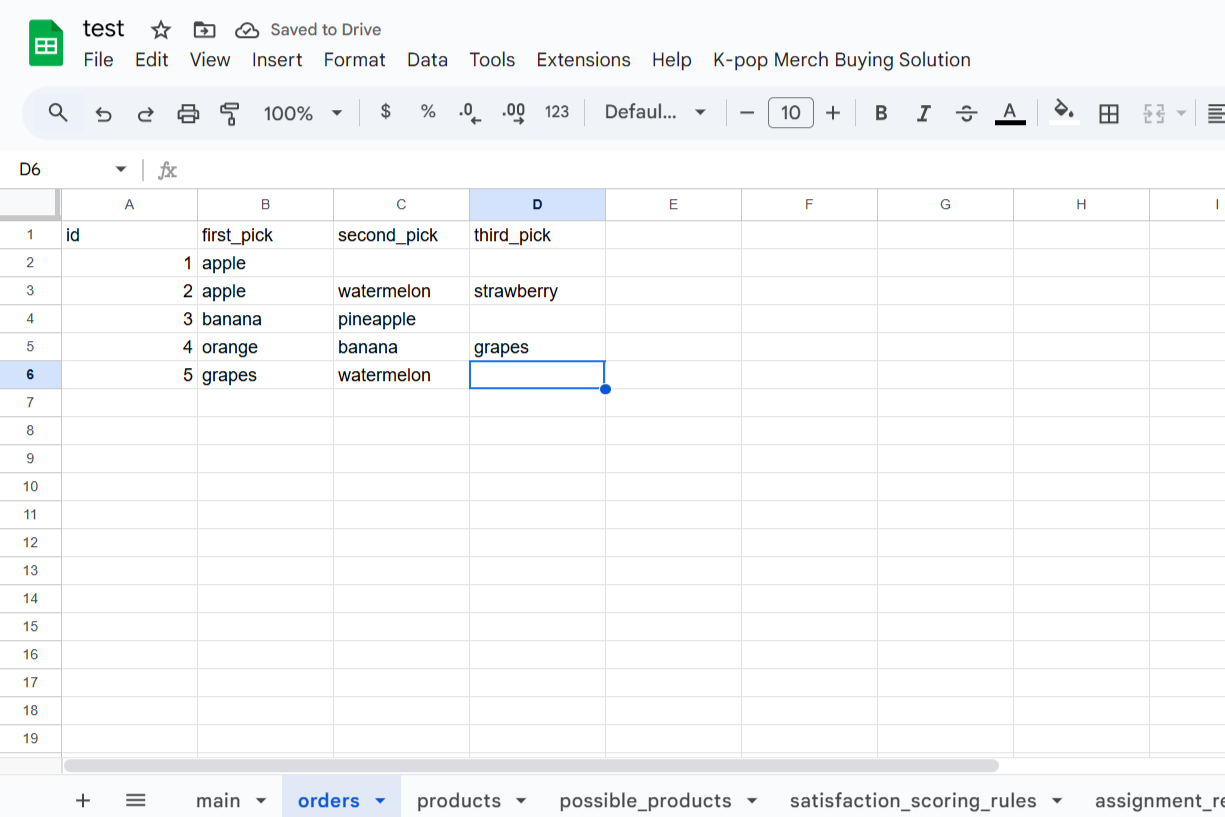 test Saved to Drive
File Edit View Insert Format Data Tools Extensions Help K-pop Merch Buying Solution
100% $ % .0 .00 123 Defaul... 10 B I S A
D6 fx
A B C D E F G H I
1 id first_pick second_pick third_pick
2 1 apple
3 2 apple watermelon strawberry
4 3 banana pineapple
5 4 orange banana grapes
6 5 grapes watermelon
7
8
9
10
11
12
13
14
15
16
17
18
19
main orders products possible_products satisfaction_scoring_rules assignment_re